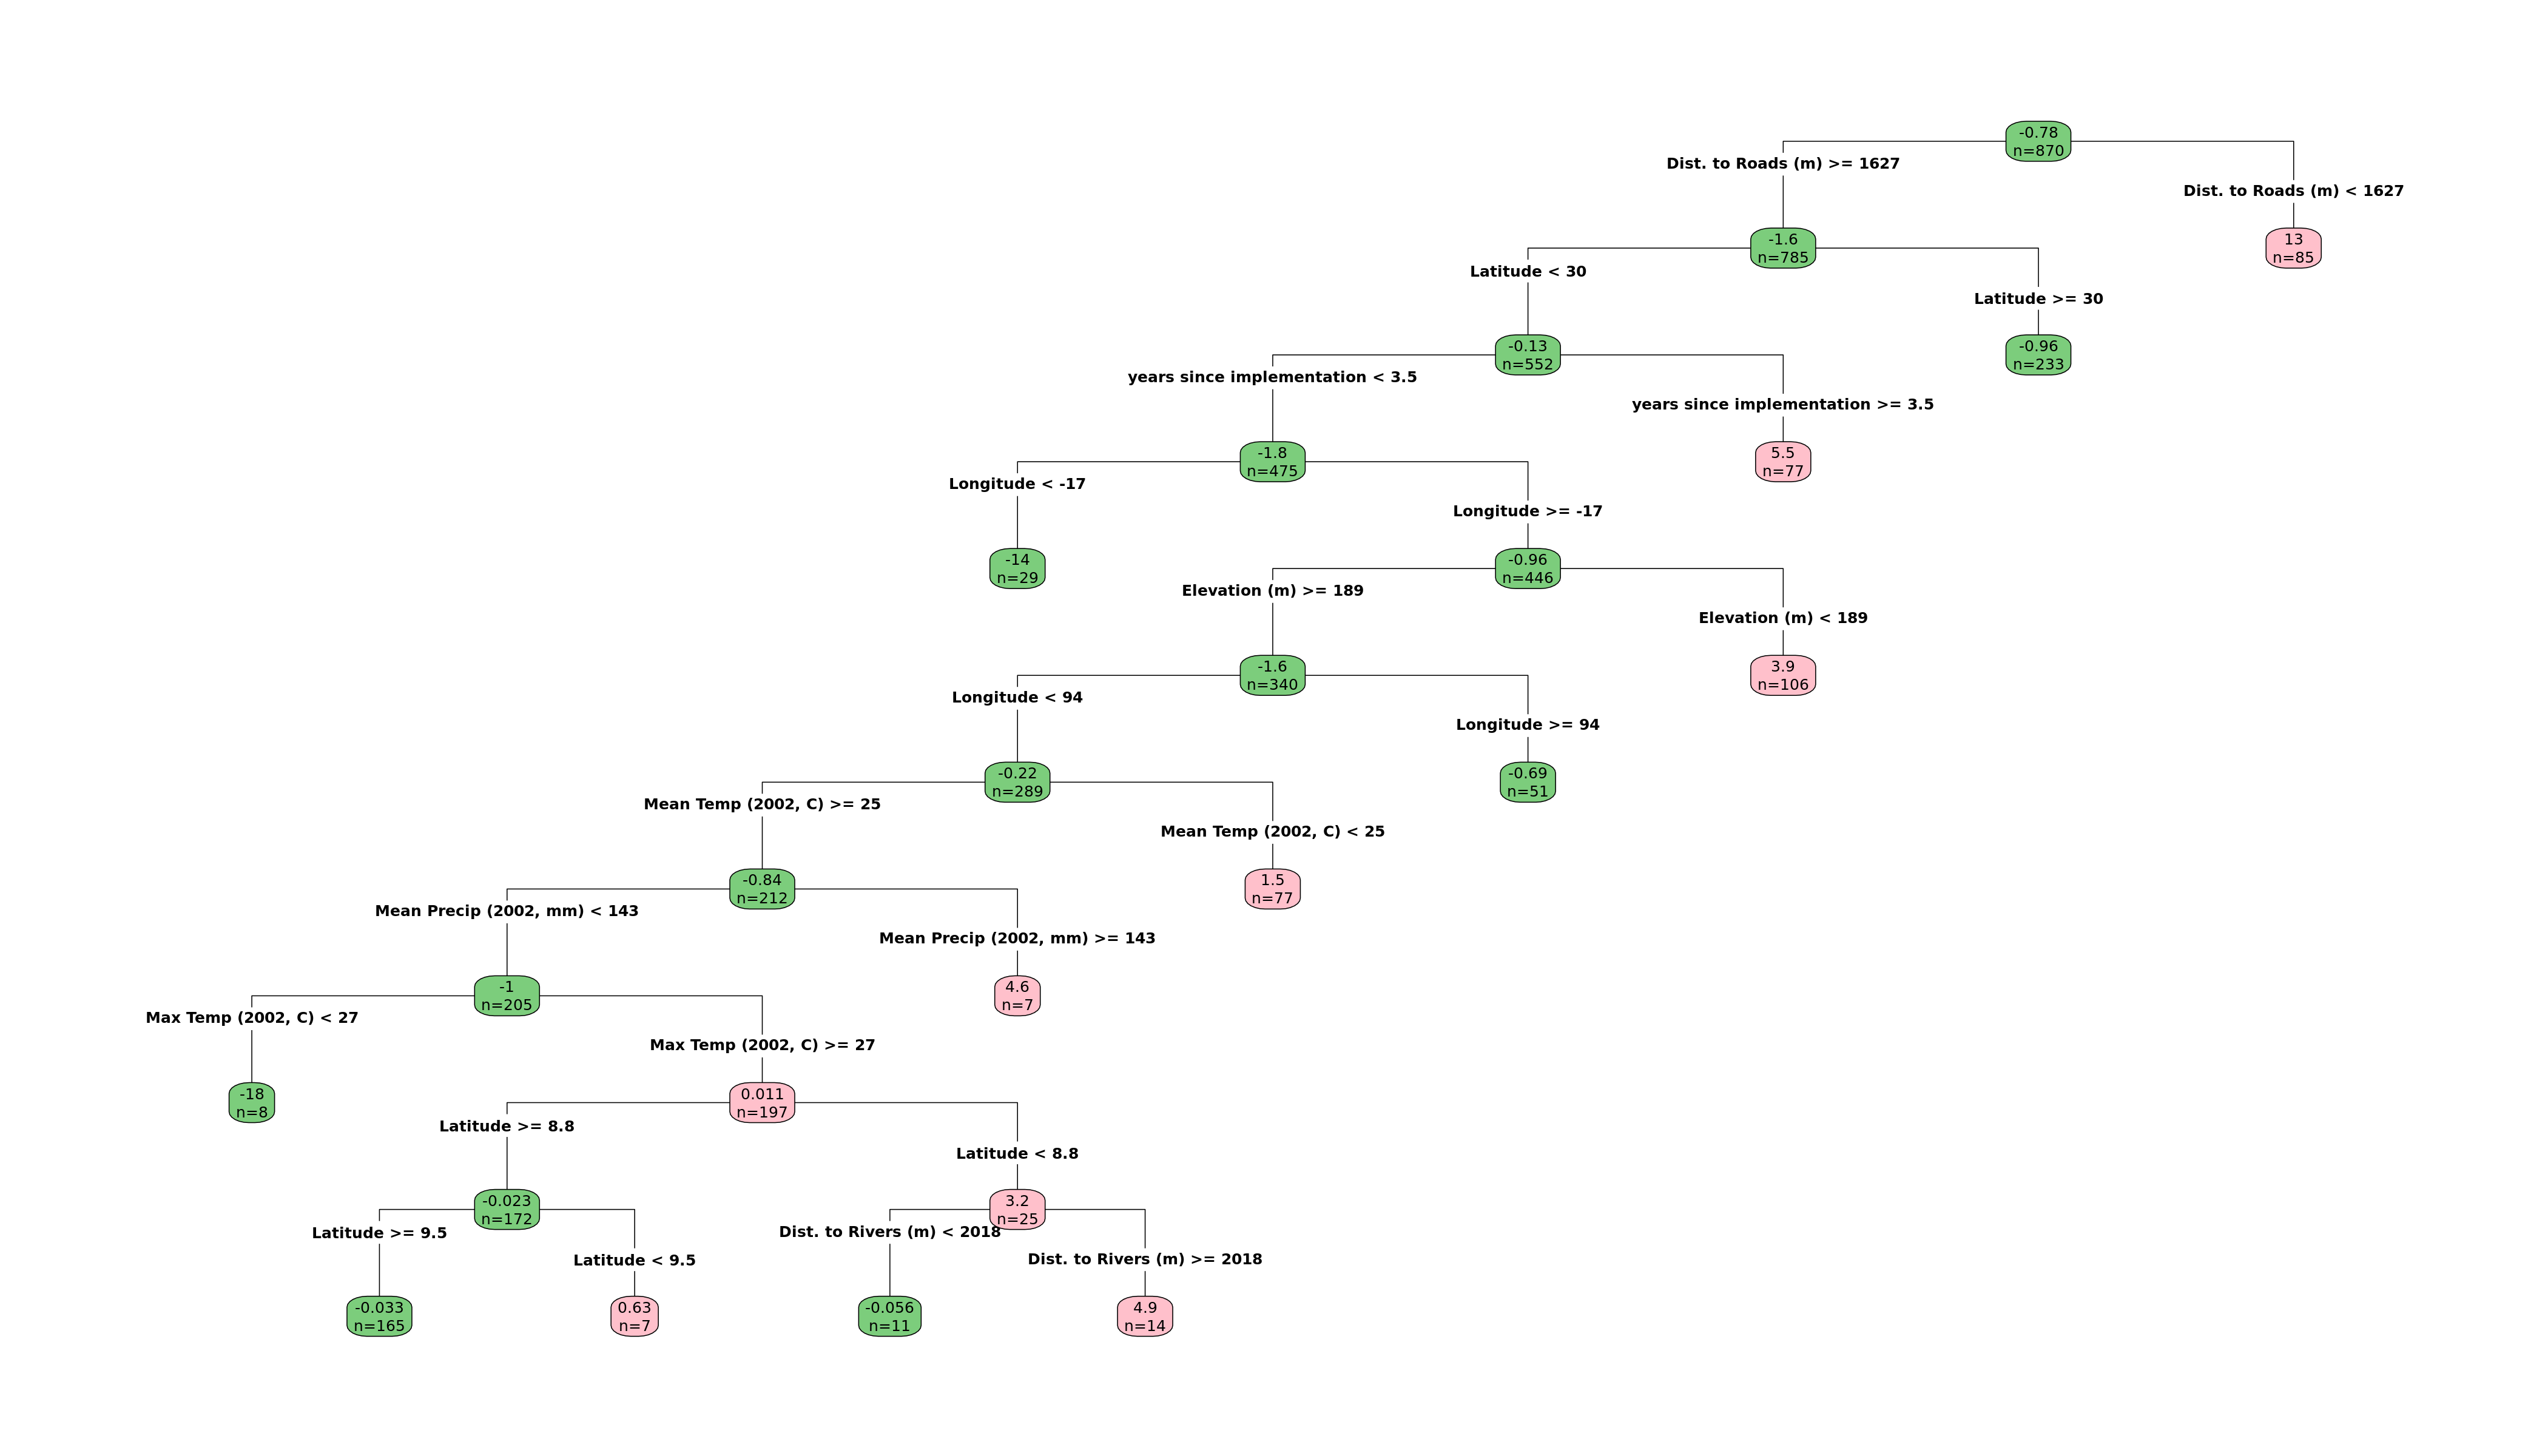 -0.78
n=870
Dist. to Roads (m) >= 1627
Dist. to Roads (m) < 1627
-1.6
n=785
13
n=85
Latitude < 30
Latitude >= 30
-0.13
n=552
-0.96
n=233
years since implementation < 3.5
years since implementation >= 3.5
-1.8
n=475
5.5
n=77
Longitude < -17
Longitude >= -17
-14
n=29
-0.96
n=446
Elevation (m) >= 189
Elevation (m) < 189
-1.6
n=340
3.9
n=106
Longitude < 94
Longitude >= 94
-0.22
n=289
-0.69
n=51
Mean Temp (2002, C) >= 25
Mean Temp (2002, C) < 25
-0.84
n=212
1.5
n=77
Mean Precip (2002, mm) < 143
Mean Precip (2002, mm) >= 143
-1
n=205
4.6
n=7
Max Temp (2002, C) < 27
Max Temp (2002, C) >= 27
-18
n=8
0.011
n=197
Latitude >= 8.8
Latitude < 8.8
-0.023
n=172
3.2
n=25
Latitude >= 9.5
Latitude < 9.5
Dist. to Rivers (m) < 2018
Dist. to Rivers (m) >= 2018
-0.033
n=165
0.63
n=7
-0.056
n=11
4.9
n=14